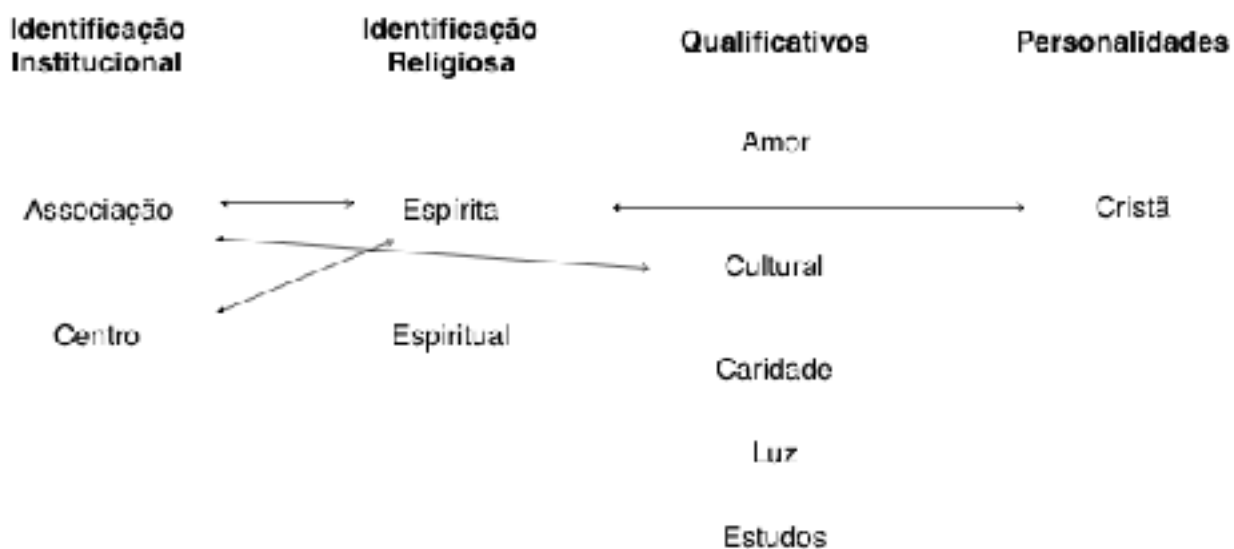 Identificação
Institucional
Identificação
Religiosa
Qualificativos
Personalidades
Amor
Associação
Espírita
Cristã
Cultural
Centro
Espiritual
Caridade
Luz
Estudos